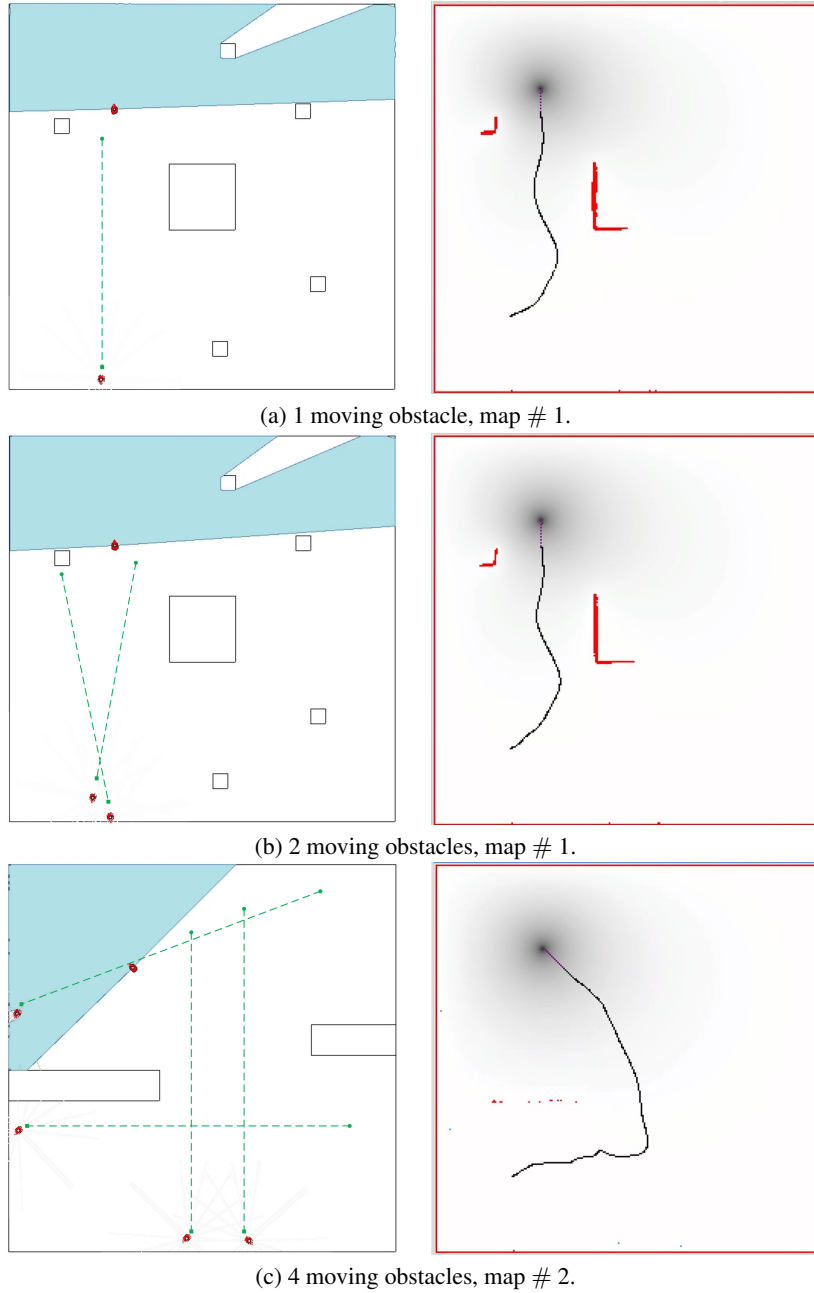 (a) 1 moving obstacle, map # 1.
(b) 2 moving obstacles, map # 1.
(c) 4 moving obstacles, map # 2.